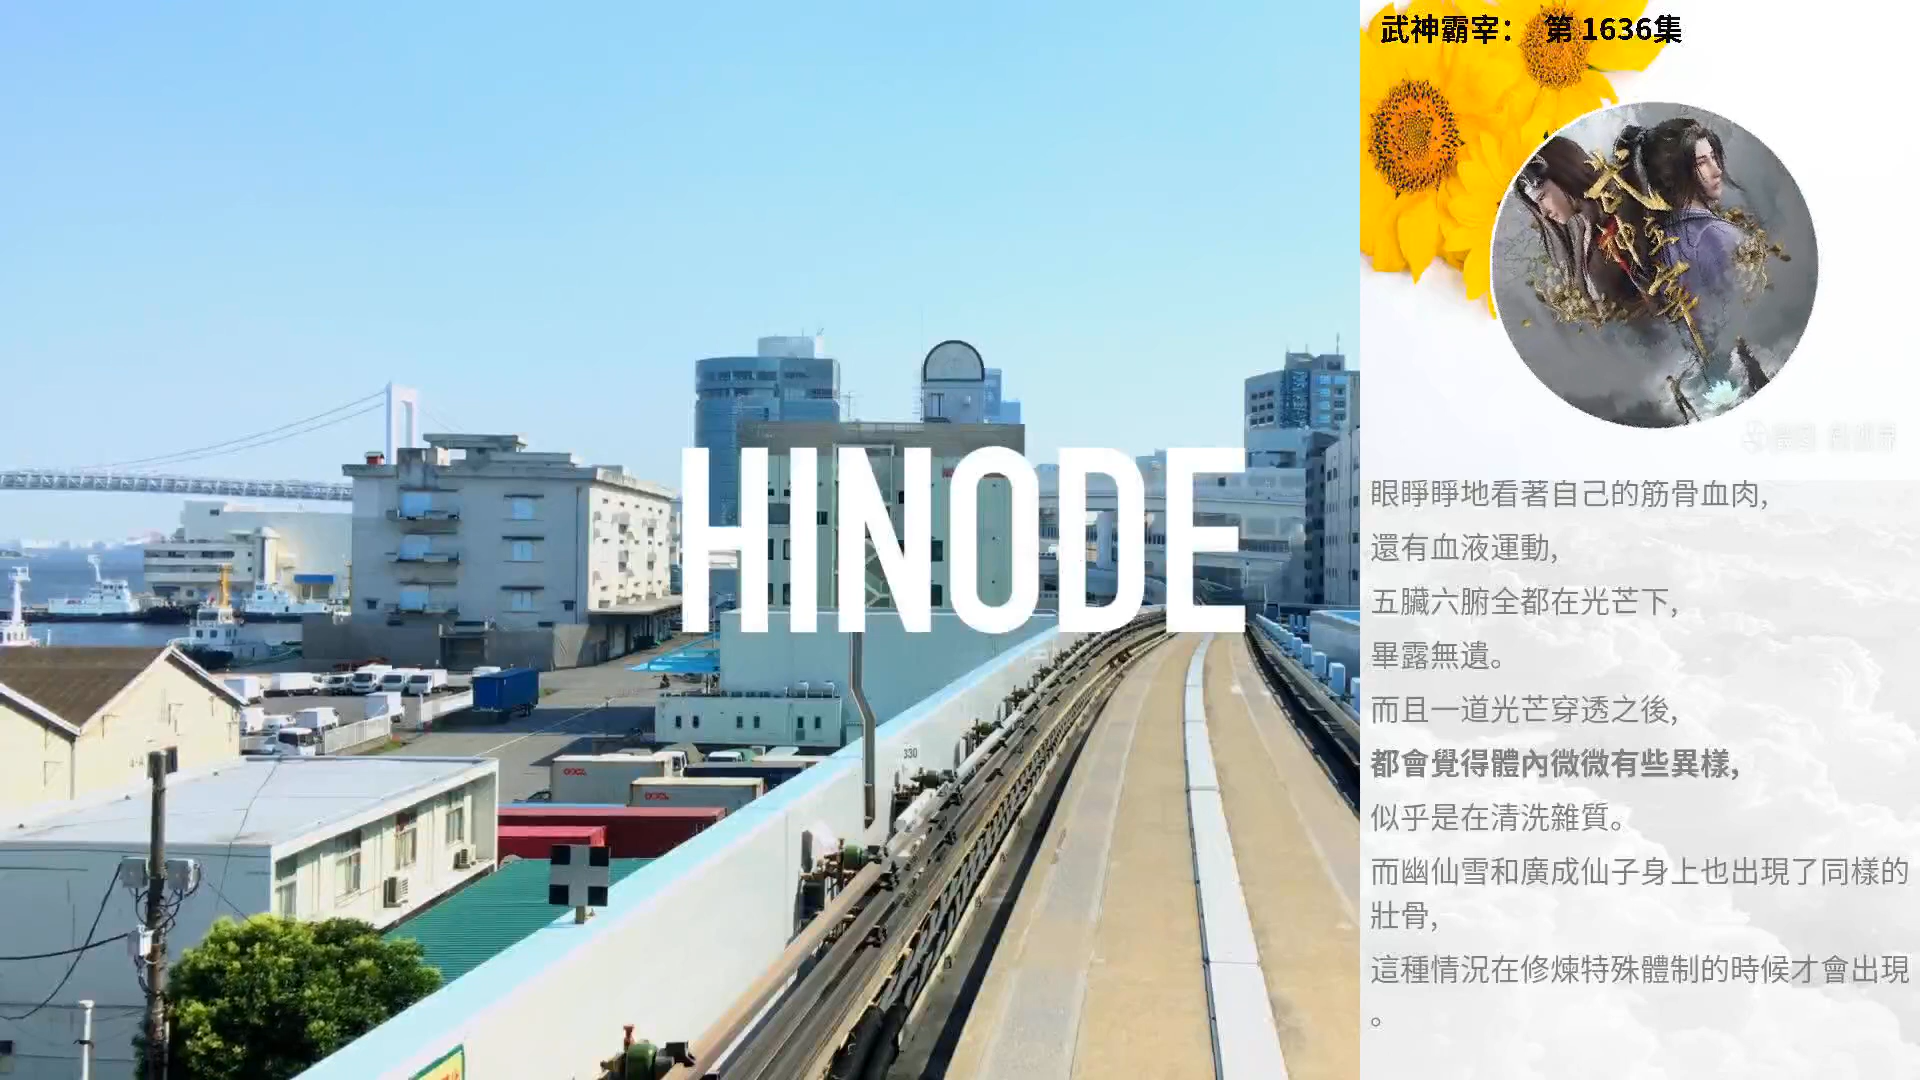 武神霸宰： 第 1636集
武神主宰
HINODE
330
眼睜睜地看著自己的筋骨血肉,
還有血液運動,
五臟六腑全都在光芒下,
畢露無遺。
而且一道光芒穿透之後,
都會覺得體內微微有些異樣,
似乎是在清洗雜質。
而幽仙雪和廣成仙子身上也出現了同樣的
壯骨,
這種情況在修煉特殊體制的時候才會出現
。